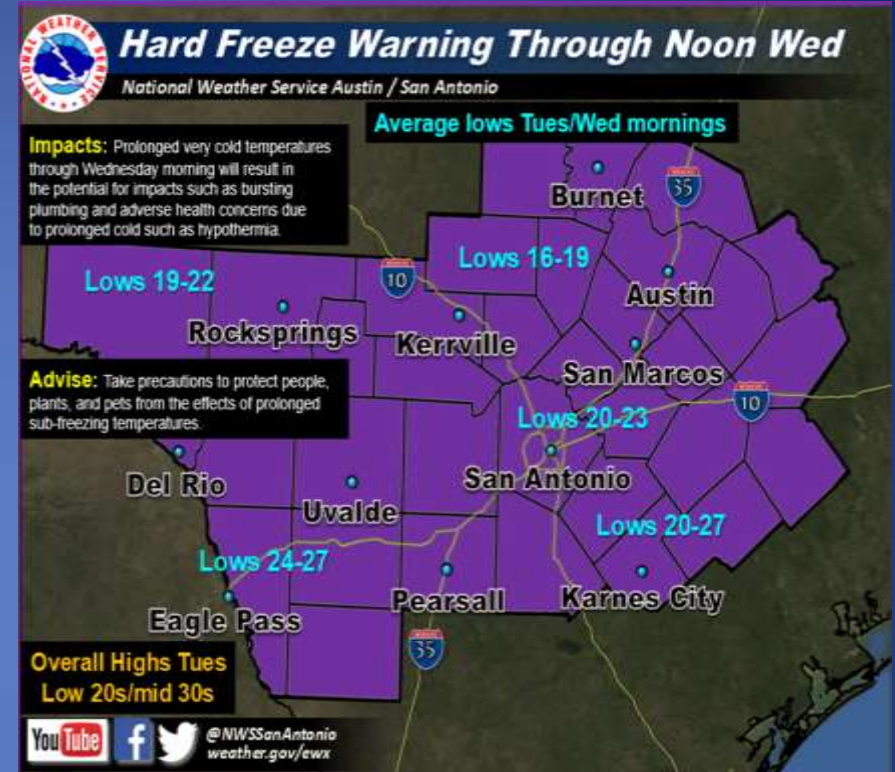 NATIONAL WEATHER SERVICE
Hard Freeze Warning Through Noon Wed
National Weather Service Austin / San Antonio
Average lows Tues/Wed mornings
Impacts: Prolonged very cold temperatures
through Wednesday morning will result in
the potential for impacts such as bursting
plumbing and adverse health concerns due
to prolonged cold such as hypothermia.
35
Burnet
Lows 16-19
Lows 19-22
10
Austin
Rocksprings
Kerrville
San Marcos
Advise: Take precautions to protect people,
plants, and pets from the effects of prolonged
sub-freezing temperatures.
10
Lows 20-23
San Antonio
Del Rio
Uvalde
Lows 20-27
Lows 24-27
Pearsall
Karnes City
Eagle Pass
35
Overall Highs Tues
Low 20s/mid 30s
YouTube
f
@NWSSanAntonio
weather.gov/ewx